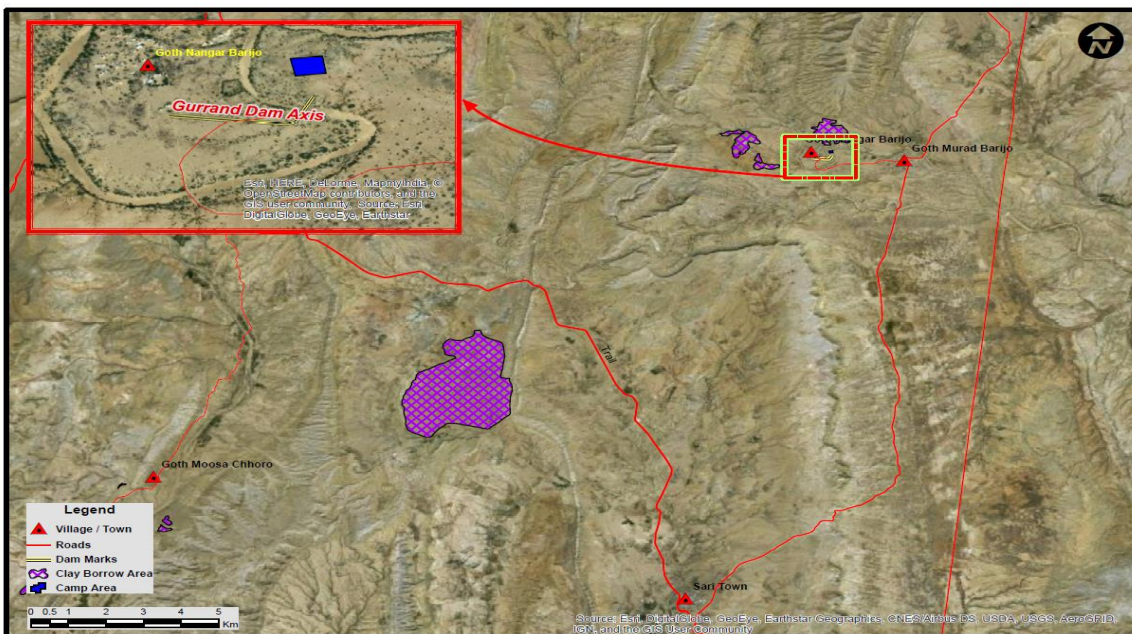 Goth Nangar Barijo
Gurrand Dam Axis
Esri, HERE, DeLorme, MapmyIndia, ©
OpenStreetMap contributors, and the
GIS user community, Source: Esri,
DigitalGlobe, GeoEye, Earthstar
N
gar Barijo
Goth Murad Barijo
Trail
Goth Moosa Chhoro
Sari Town
Legend
Village / Town
Roads
Dam Marks
Clay Borrow Area
Camp Area
0 0.5 1 2 3 4 5
Km
Source: Esri, DigitalGlobe, GeoEye, Earthstar Geographics, CNES/Airbus DS, USDA, USGS, AeroGRID,
IGN, and the GIS User Community